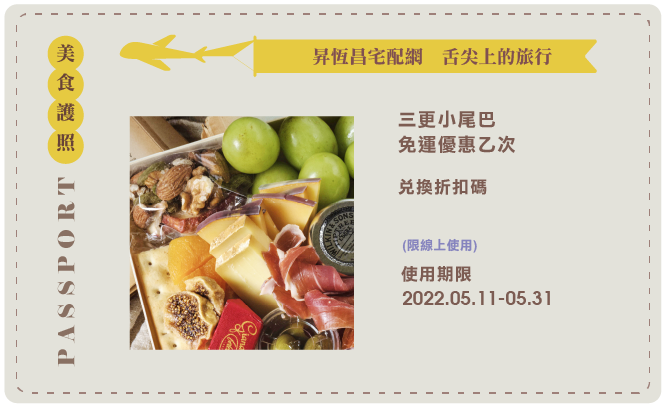 美食護照
PASSPORT
昇恆昌宅配網 舌尖上的旅行
三更小尾巴
免運優惠乙次
兌換折扣碼
(限線上使用)
使用期限
2022.05.11-05.31